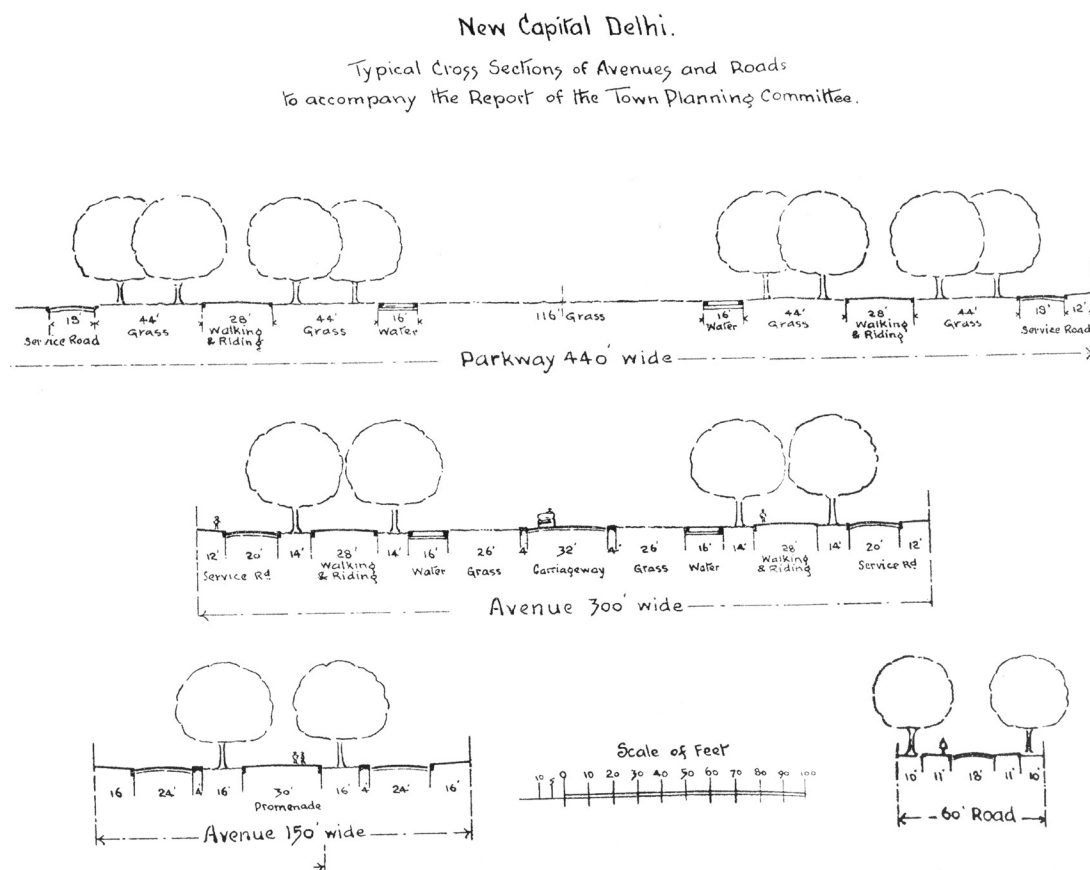 New Capital Delhi.
Typical Cross Sections of Avenues and Roads
to accompany the Report of the Town Planning Committee.
19' 44' 28' 44' 16' 116' Grass 16' 44' 28' 44' 19' 12'
Service Road Grass Walking & Riding Grass Water Water Grass Walking & Riding Grass Service Road
Parkway 440' wide
12' 20' 14' 28' 14' 16' 26' 4' 32' 4' 26' 16' 14' 28' 14' 20' 12'
Service Rd Walking & Riding Water Grass Carriageway Grass Water Walking & Riding Service Rd
Avenue 300' wide
16 24' 4' 16' 30' 16' 4' 24' 16'
Promenade
Avenue 150' wide
Scale of Feet
10 5 0 10 20 30 40 50 60 70 80 90 100
10' 11' 18' 11' 10'
60' Road